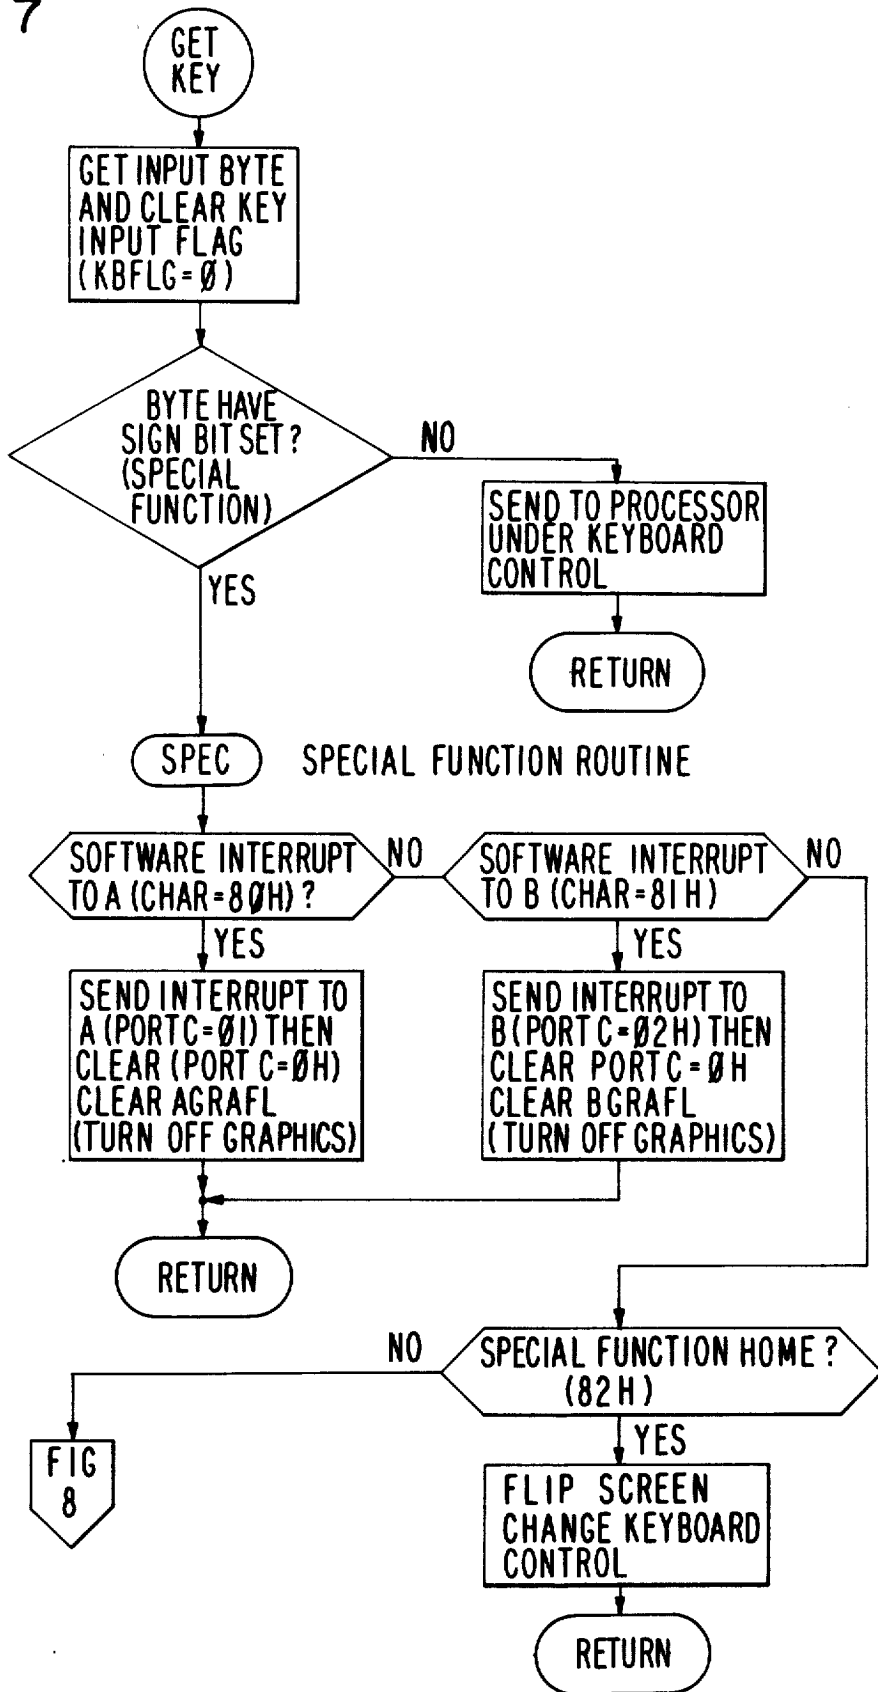 7
GET
KEY
GET INPUT BYTE
AND CLEAR KEY
INPUT FLAG
(KBFLG=Ø)
BYTE HAVE
SIGN BIT SET?
(SPECIAL
FUNCTION)
NO
SEND TO PROCESSOR
UNDER KEYBOARD
CONTROL
RETURN
YES
SPEC
SPECIAL FUNCTION ROUTINE
SOFTWARE INTERRUPT
TO A (CHAR=8ØH)?
NO
SOFTWARE INTERRUPT
TO B (CHAR=81H)
NO
YES
SEND INTERRUPT TO
A (PORTC=Ø1) THEN
CLEAR (PORT C=ØH)
CLEAR AGRAFL
(TURN OFF GRAPHICS)
YES
SEND INTERRUPT TO
B (PORT C=Ø2H) THEN
CLEAR PORT C=ØH
CLEAR BGRAFL
(TURN OFF GRAPHICS)
RETURN
SPECIAL FUNCTION HOME?
(82H)
NO
FIG
8
YES
FLIP SCREEN
CHANGE KEYBOARD
CONTROL
RETURN